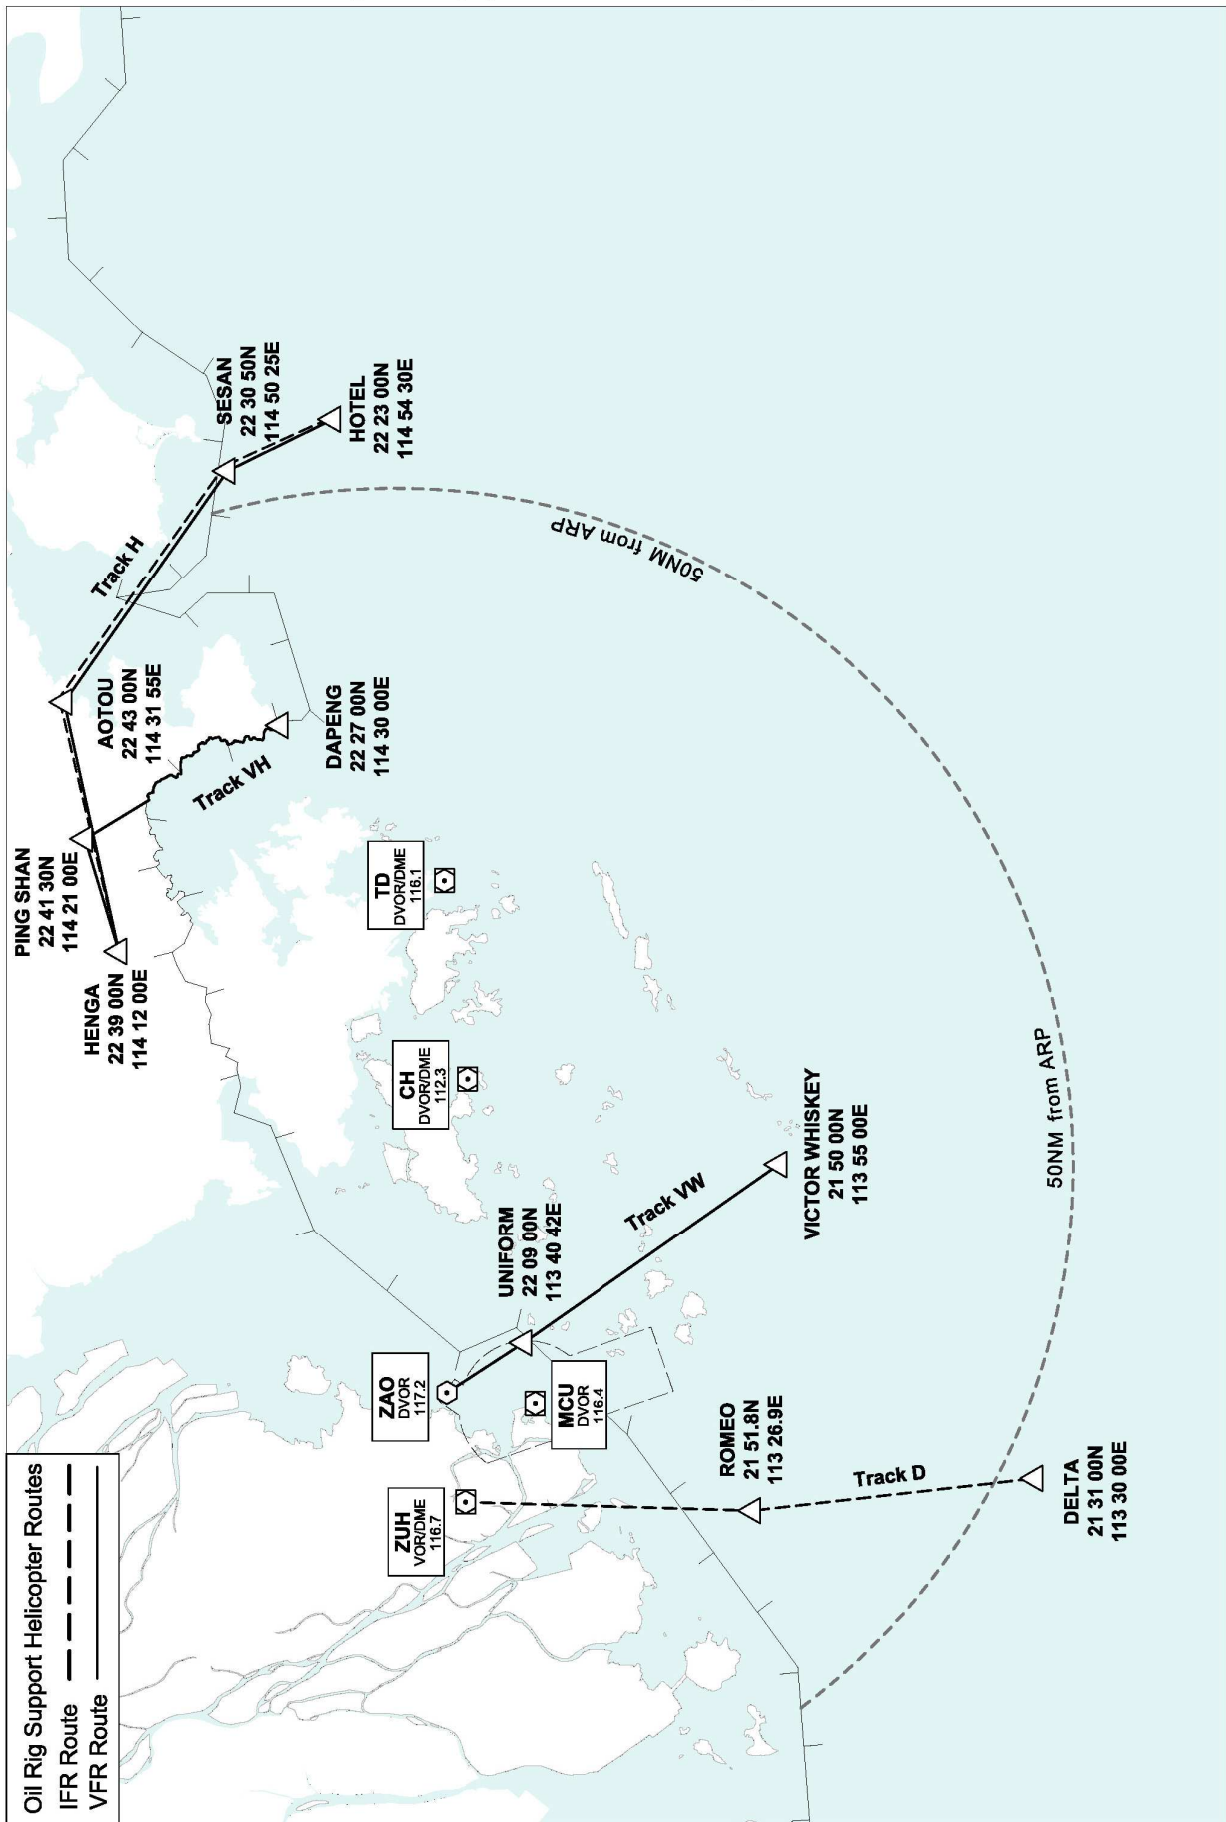 Oil Rig Support Helicopter Routes
IFR Route
VFR Route
PING SHAN
22 41 30N
114 21 00E
HENGA
22 39 00N
114 12 00E
AOTOU
22 43 00N
114 31 55E
Track H
SESAN
22 30 50N
114 50 25E
HOTEL
22 23 00N
114 54 30E
Track VH
DAPENG
22 27 00N
114 30 00E
TD
DVOR/DME
116.1
CH
DVOR/DME
112.3
ZAO
DVOR
117.2
UNIFORM
22 09 00N
113 40 42E
Track VW
VICTOR WHISKEY
21 50 00N
113 55 00E
MCU
DVOR
116.4
ZUH
VOR/DME
116.7
ROMEO
21 51.8N
113 26.9E
Track D
DELTA
21 31 00N
113 30 00E
50NM from ARP
50NM from ARP